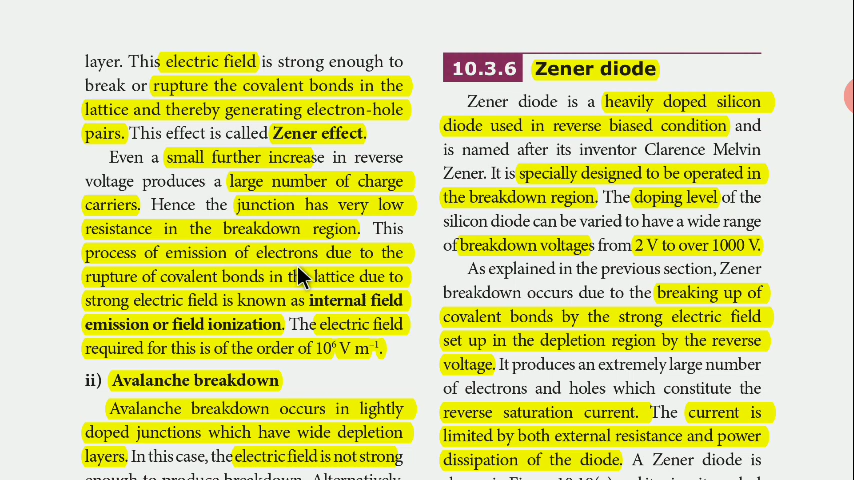 layer. This electric field is strong enough to
break or rupture the covalent bonds in the
lattice and thereby generating electron-hole
pairs. This effect is called Zener effect.
Even a small further increase in reverse
voltage produces a large number of charge
carriers. Hence the junction has very low
resistance in the breakdown region. This
process of emission of electrons due to the
rupture of covalent bonds in the lattice due to
strong electric field is known as internal field
emission or field ionization. The electric field
required for this is of the order of 10⁶ V m⁻¹.
ii) Avalanche breakdown
Avalanche breakdown occurs in lightly
doped junctions which have wide depletion
layers. In this case, the electric field is not strong
enough to produce breakdown. Alternatively,
10.3.6 Zener diode
Zener diode is a heavily doped silicon
diode used in reverse biased condition and
is named after its inventor Clarence Melvin
Zener. It is specially designed to be operated in
the breakdown region. The doping level of the
silicon diode can be varied to have a wide range
of breakdown voltages from 2 V to over 1000 V.
As explained in the previous section, Zener
breakdown occurs due to the breaking up of
covalent bonds by the strong electric field
set up in the depletion region by the reverse
voltage. It produces an extremely large number
of electrons and holes which constitute the
reverse saturation current. The current is
limited by both external resistance and power
dissipation of the diode. A Zener diode is